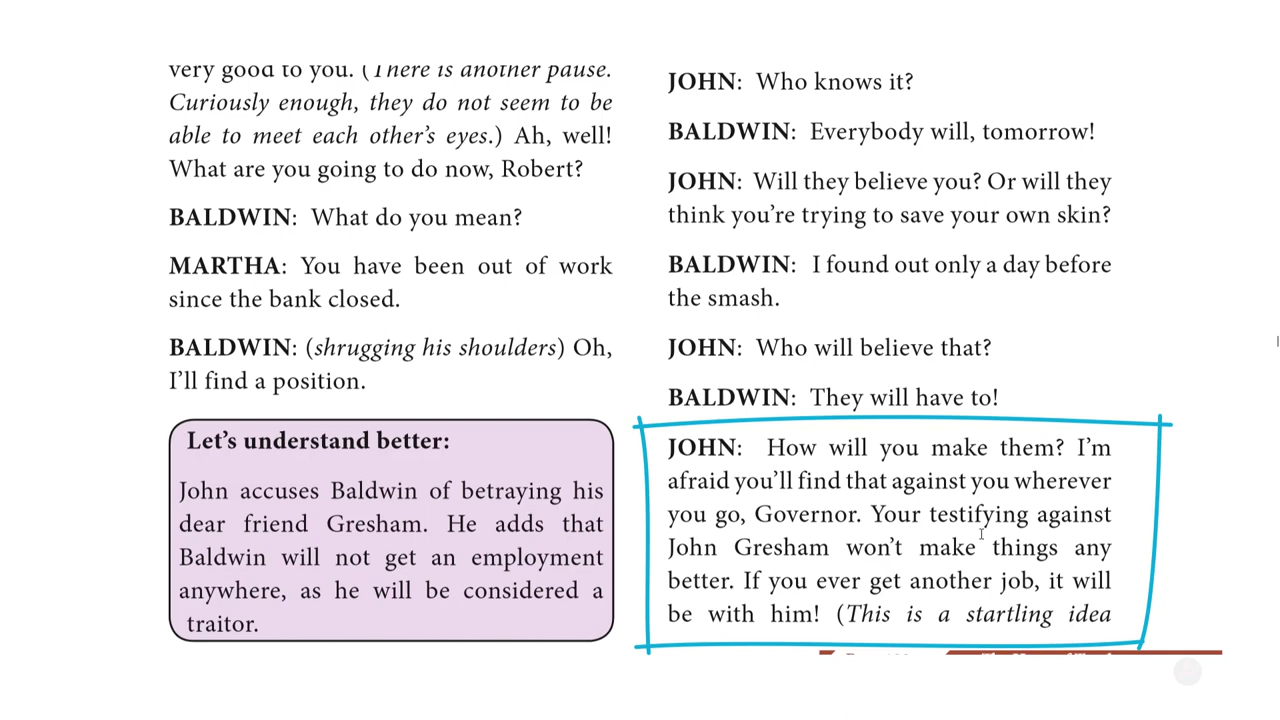 very good to you. (There is another pause.
Curiously enough, they do not seem to be
able to meet each other’s eyes.) Ah, well!
What are you going to do now, Robert?
BALDWIN: What do you mean?
MARTHA: You have been out of work
since the bank closed.
BALDWIN: (shrugging his shoulders) Oh,
I’ll find a position.
Let’s understand better:
John accuses Baldwin of betraying his
dear friend Gresham. He adds that
Baldwin will not get an employment
anywhere, as he will be considered a
traitor.
JOHN: Who knows it?
BALDWIN: Everybody will, tomorrow!
JOHN: Will they believe you? Or will they
think you’re trying to save your own skin?
BALDWIN: I found out only a day before
the smash.
JOHN: Who will believe that?
BALDWIN: They will have to!
JOHN: How will you make them? I’m
afraid you’ll find that against you wherever
you go, Governor. Your testifying against
John Gresham won’t make things any
better. If you ever get another job, it will
be with him! (This is a startling idea